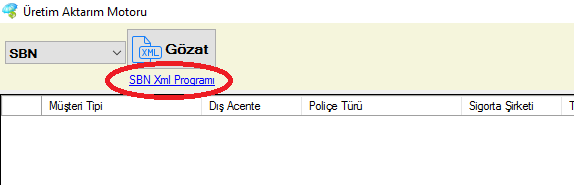 Üretim Aktarım Motoru
SBN
XML
Gözat
SBN Xml Programı
Müşteri Tipi
Dış Acente
Poliçe Türü
Sigorta Şirketi
T